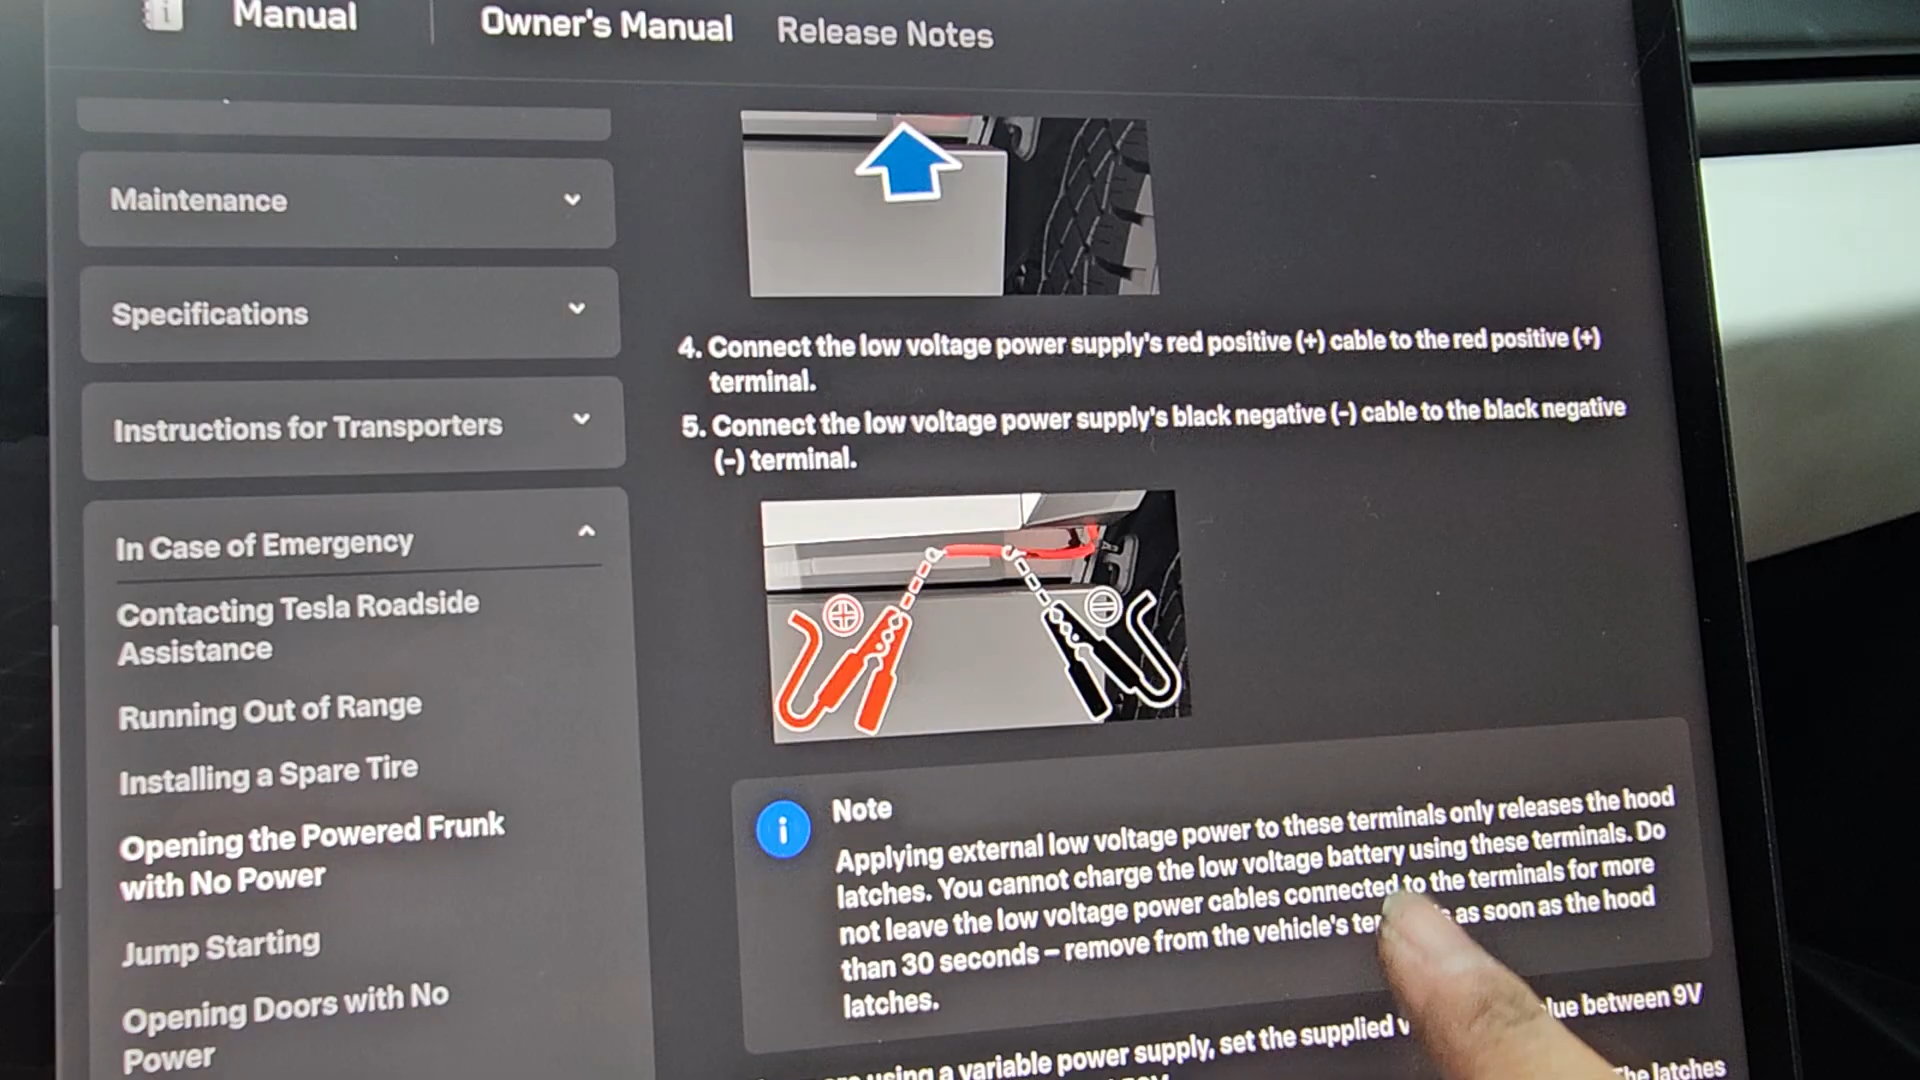 Manual
Owner's Manual
Release Notes
Maintenance
Specifications
Instructions for Transporters
In Case of Emergency
Contacting Tesla Roadside
Assistance
Running Out of Range
Installing a Spare Tire
Opening the Powered Frunk
with No Power
Jump Starting
Opening Doors with No
Power
4. Connect the low voltage power supply's red positive (+) cable to the red positive (+)
terminal.
5. Connect the low voltage power supply's black negative (-) cable to the black negative
(-) terminal.
Note
Applying external low voltage power to these terminals only releases the hood
latches. You cannot charge the low voltage battery using these terminals. Do
not leave the low voltage power cables connected to the terminals for more
than 30 seconds – remove from the vehicle's as soon as the hood
latches.
using a variable power supply, set the supplied between 9V
latches